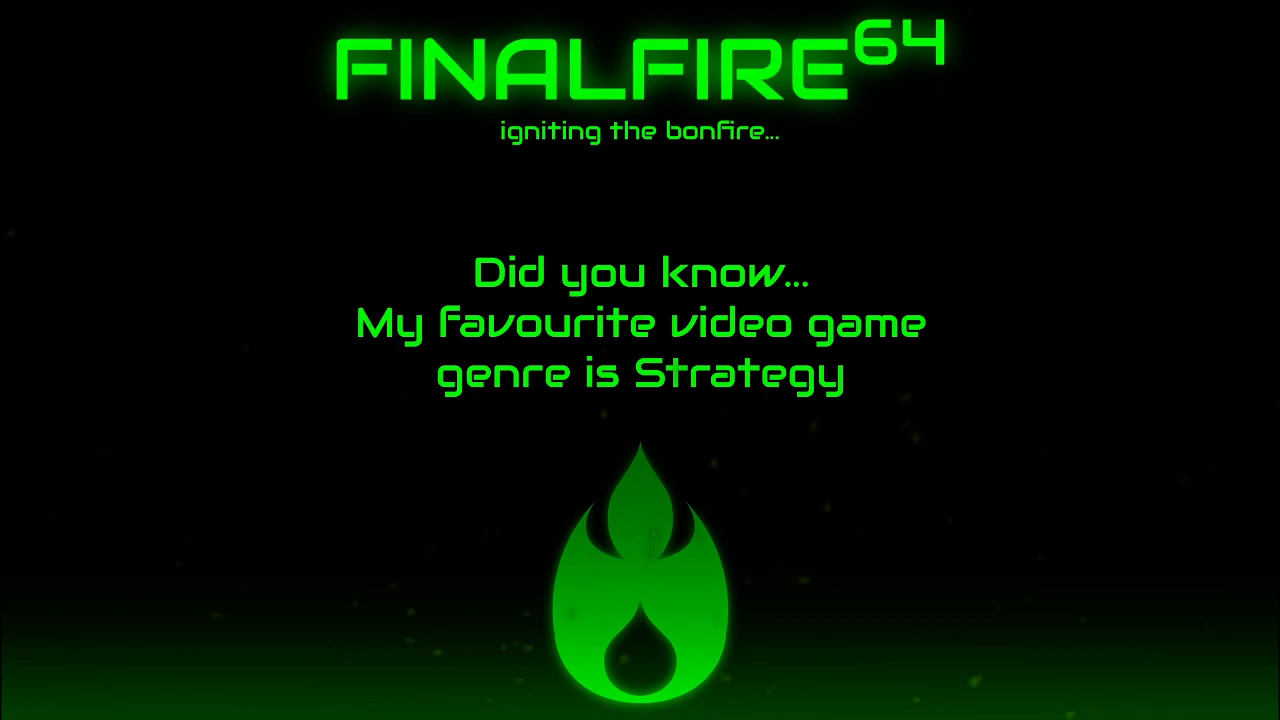 FINALFIRE64
igniting the bonfire...
Did you know...
My favourite video game
genre is Strategy